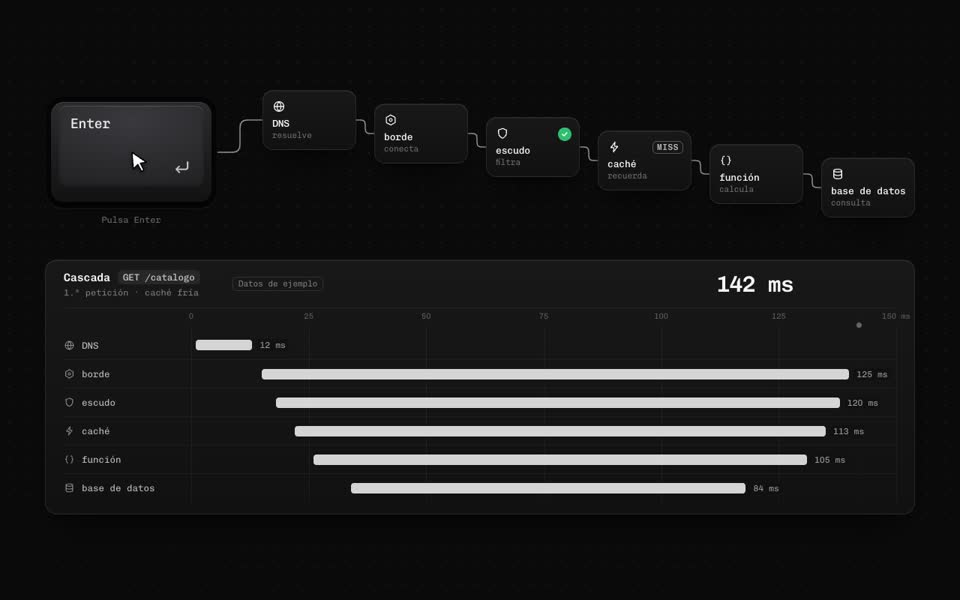 Enter
Pulsa Enter
DNS
resuelve
borde
conecta
escudo
filtra
MISS
caché
recuerda
{}
función
calcula
base de datos
consulta
Cascada GET /catalogo
1.ª petición · caché fría
Datos de ejemplo
142 ms
0 25 50 75 100 125 150 ms
DNS 12 ms
borde 125 ms
escudo 120 ms
caché 113 ms
{} función 105 ms
base de datos 84 ms